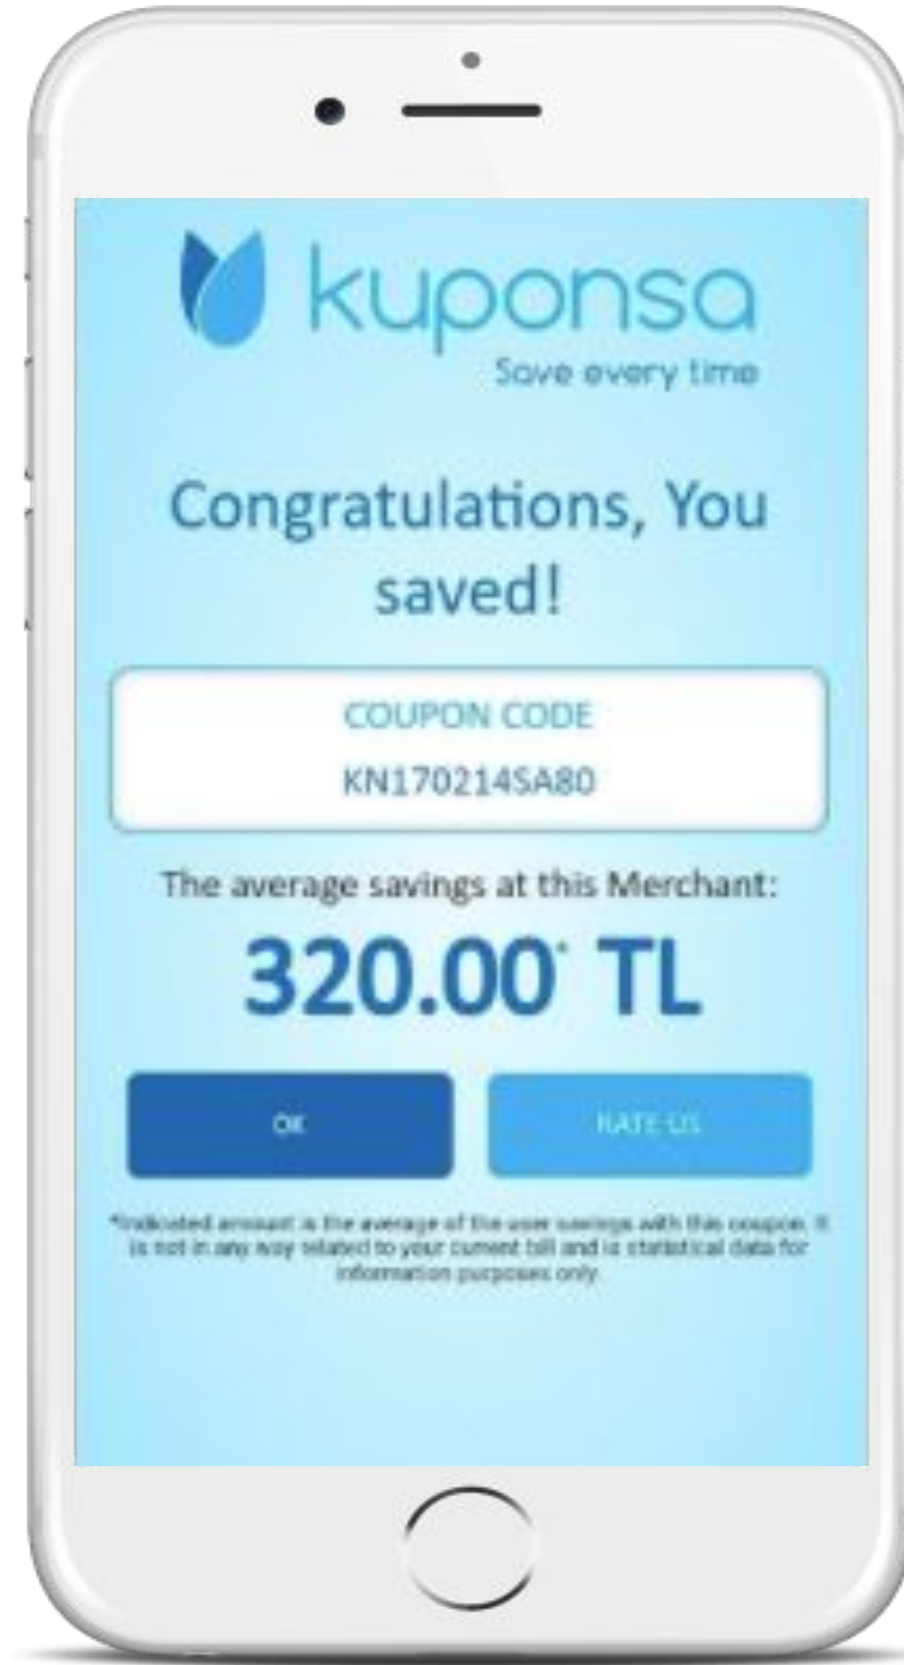 kuponsa
Save every time
Congratulations, You
saved!
COUPON CODE
KN170214SA80
The average savings at this Merchant:
320.00* TL
OK
RATE US
*Indicated amount is the average of the user savings with this coupon. It
is not in any way related to your current bill and is statistical data for
information purposes only.